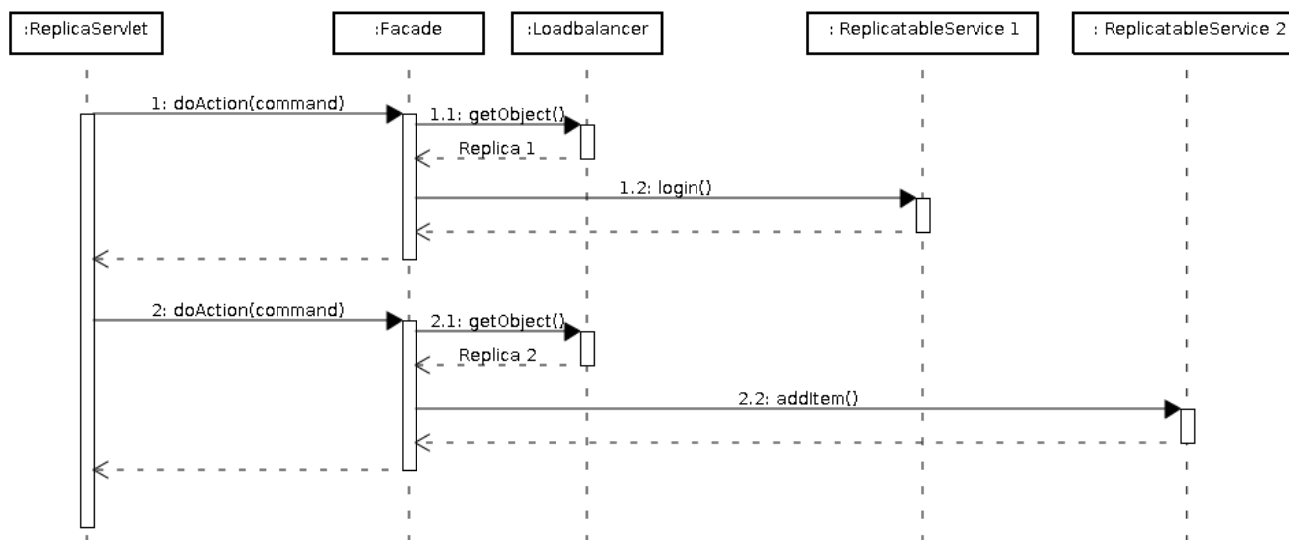 :ReplicaServlet
:Facade
:Loadbalancer
: ReplicatableService 1
: ReplicatableService 2
1: doAction(command)
1.1: getObject()
Replica 1
1.2: login()
2: doAction(command)
2.1: getObject()
Replica 2
2.2: addItem()